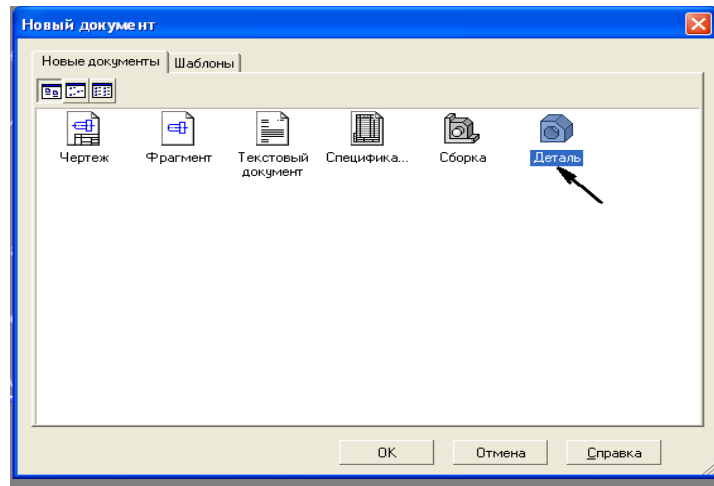 Новый документ
Новые документы Шаблоны
Чертеж Фрагмент Текстовый документ Специфика... Сборка Деталь
OK Отмена Справка